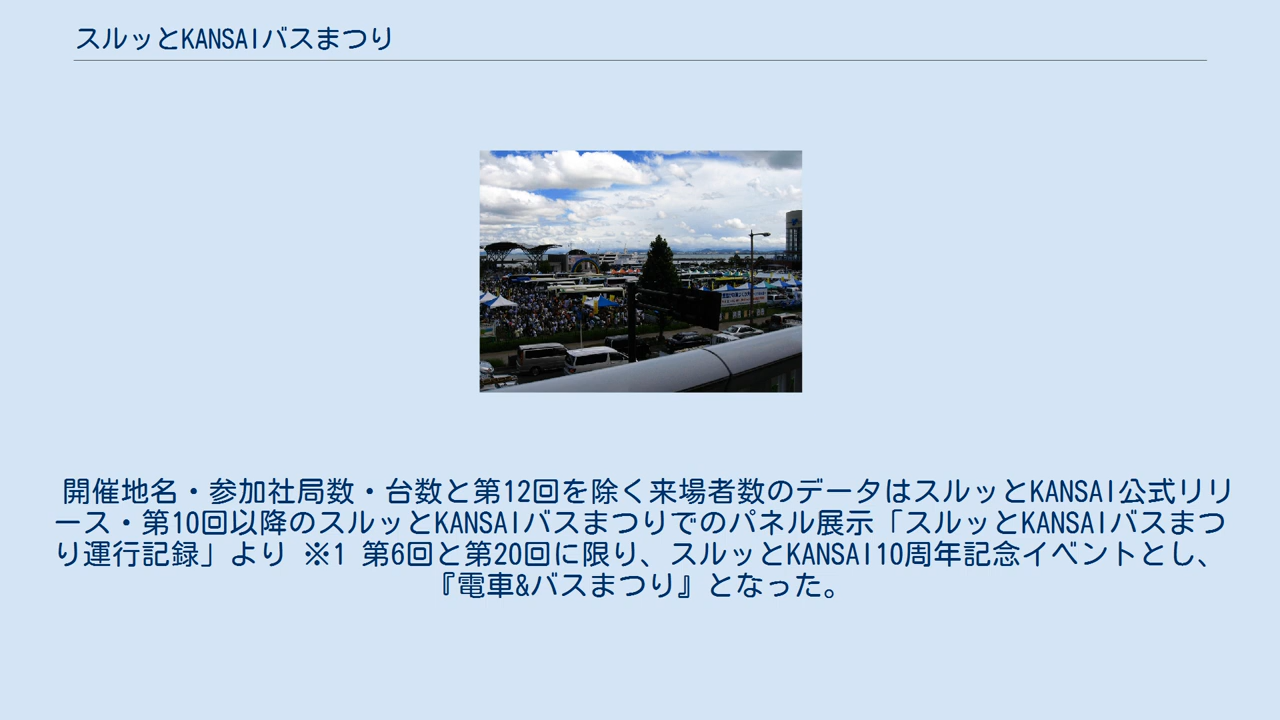 スルッとKANSAIバスまつり
開催地名・参加社局数・台数と第12回を除く来場者数のデータはスルッとKANSAI公式リリ
ース・第10回以降のスルッとKANSAIバスまつりでのパネル展示「スルッとKANSAIバスまつ
り運行記録」より ※1 第6回と第20回に限り、スルッとKANSAI10周年記念イベントとし、
『電車&バスまつり』となった。